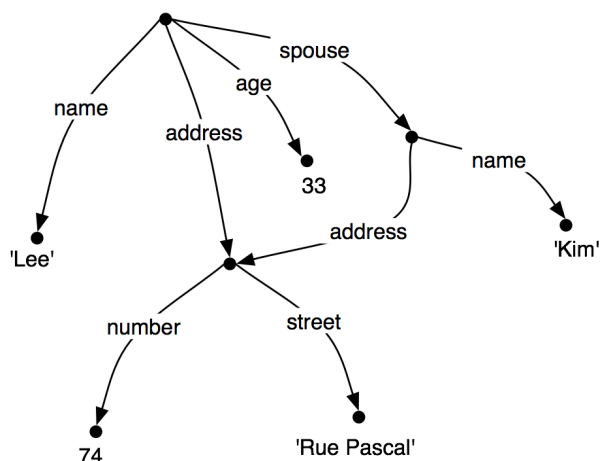 spouse
age
name
address
name
33
address
'Lee'
'Kim'
number
street
74
'Rue Pascal'